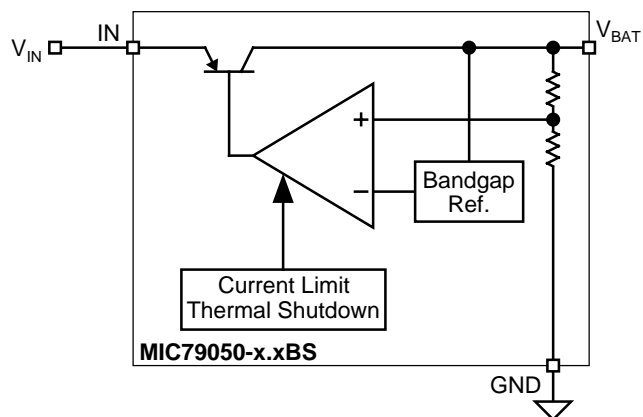 IN
V_IN
V_BAT
+
−
Bandgap
Ref.
Current Limit
Thermal Shutdown
MIC79050-x.xBS
GND